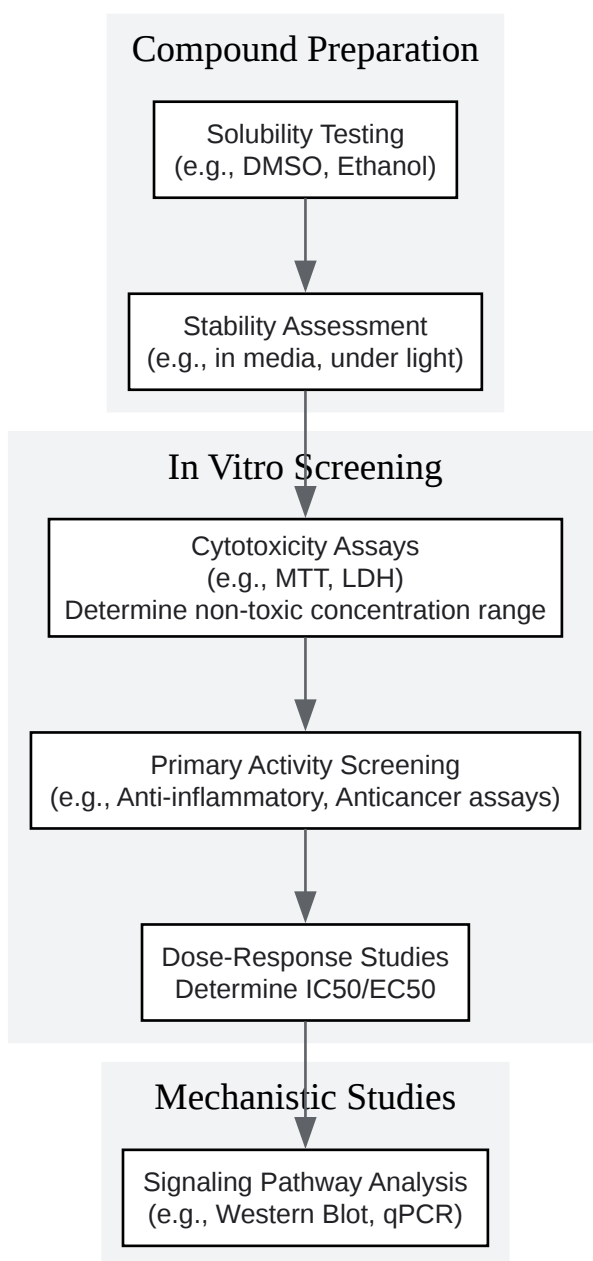 Compound Preparation
Solubility Testing
(e.g., DMSO, Ethanol)
Stability Assessment
(e.g., in media, under light)
In Vitro Screening
Cytotoxicity Assays
(e.g., MTT, LDH)
Determine non-toxic concentration range
Primary Activity Screening
(e.g., Anti-inflammatory, Anticancer assays)
Dose-Response Studies
Determine IC50/EC50
Mechanistic Studies
Signaling Pathway Analysis
(e.g., Western Blot, qPCR)